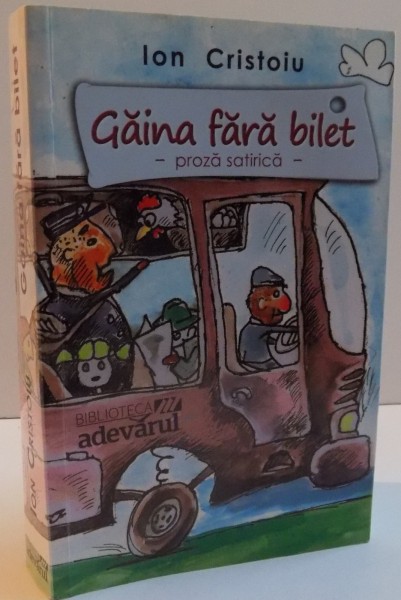 Ion Cristoiu
Găina fără bilet
- proză satirică -
BIBLIOTECA
adevărul
Ion Cristoiu
Găina fără bilet